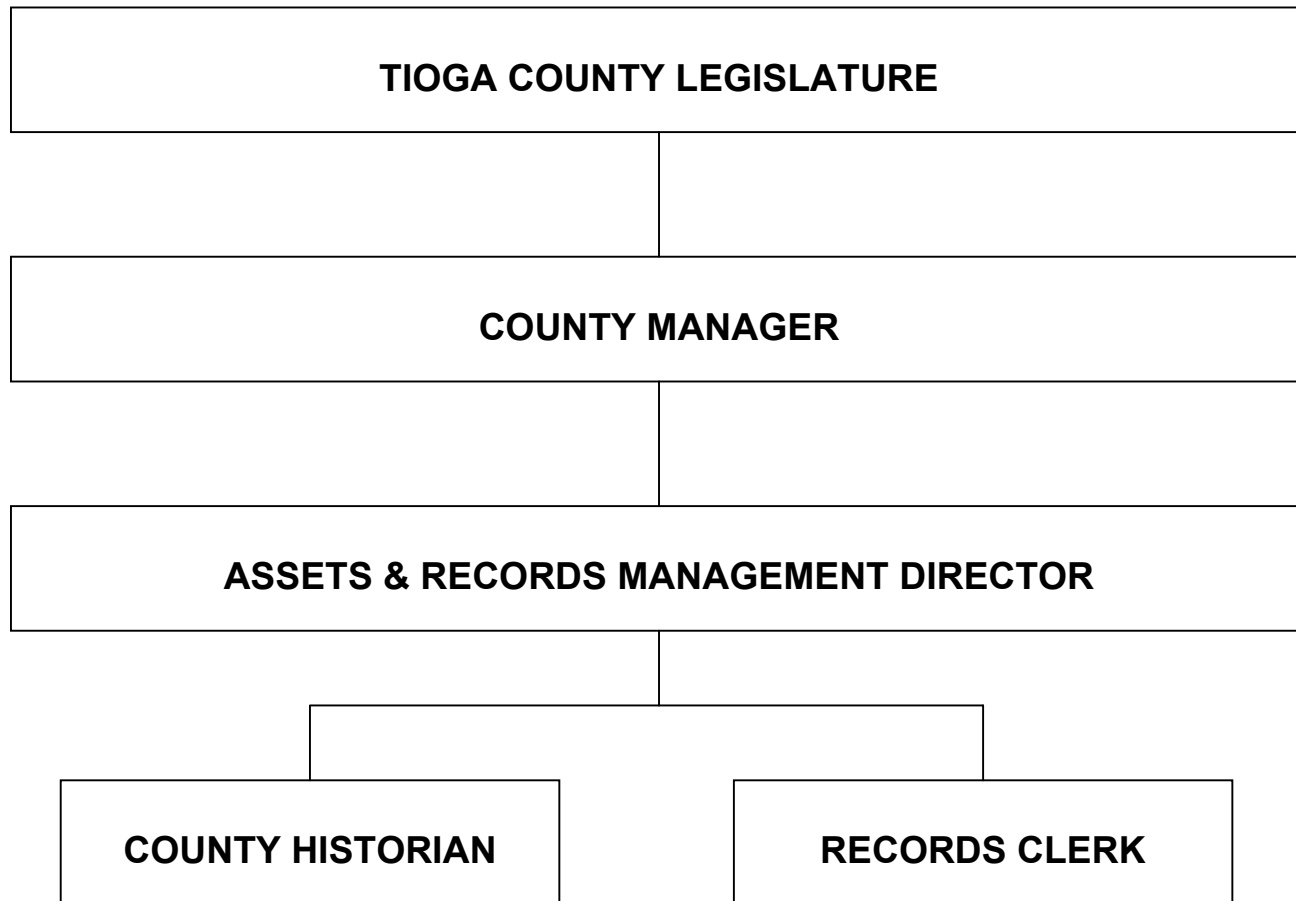 TIOGA COUNTY LEGISLATURE
COUNTY MANAGER
ASSETS & RECORDS MANAGEMENT DIRECTOR
COUNTY HISTORIAN
RECORDS CLERK